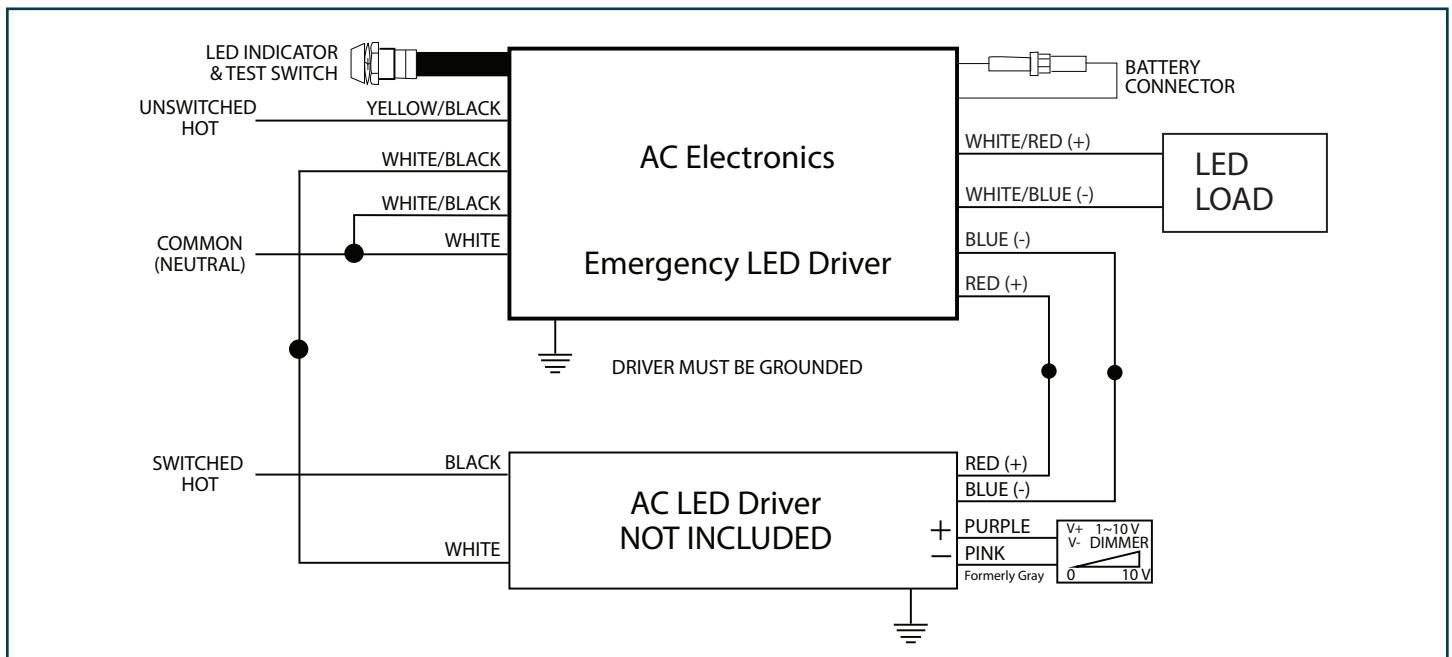 LED INDICATOR
& TEST SWITCH
BATTERY
CONNECTOR
UNSWITCHED
HOT
YELLOW/BLACK
WHITE/BLACK
WHITE/BLACK
COMMON
(NEUTRAL)
WHITE
AC Electronics
Emergency LED Driver
WHITE/RED (+)
WHITE/BLUE (-)
LED
LOAD
BLUE (-)
RED (+)
DRIVER MUST BE GROUNDED
SWITCHED
HOT
BLACK
WHITE
AC LED Driver
NOT INCLUDED
RED (+)
BLUE (-)
+ PURPLE
− PINK
Formerly Gray
V+ 1~10 V
V- DIMMER
0 10 V